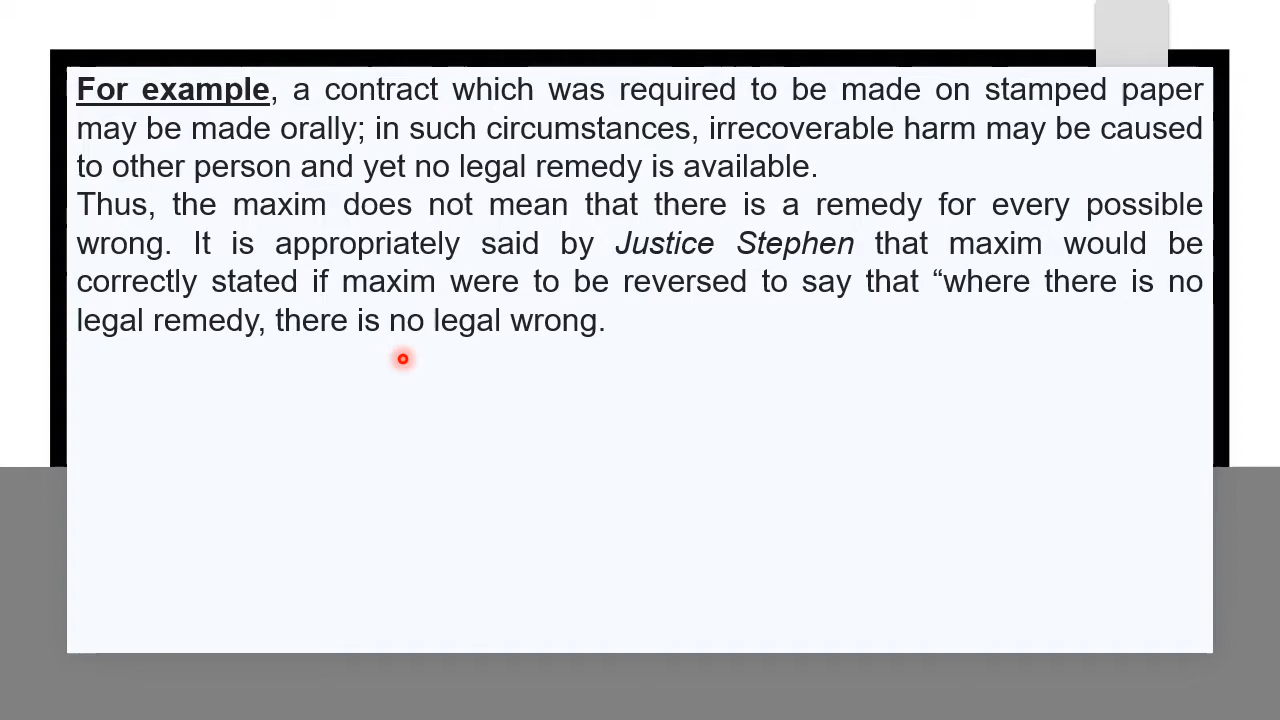 For example, a contract which was required to be made on stamped paper
may be made orally; in such circumstances, irrecoverable harm may be caused
to other person and yet no legal remedy is available.
Thus, the maxim does not mean that there is a remedy for every possible
wrong. It is appropriately said by Justice Stephen that maxim would be
correctly stated if maxim were to be reversed to say that “where there is no
legal remedy, there is no legal wrong.